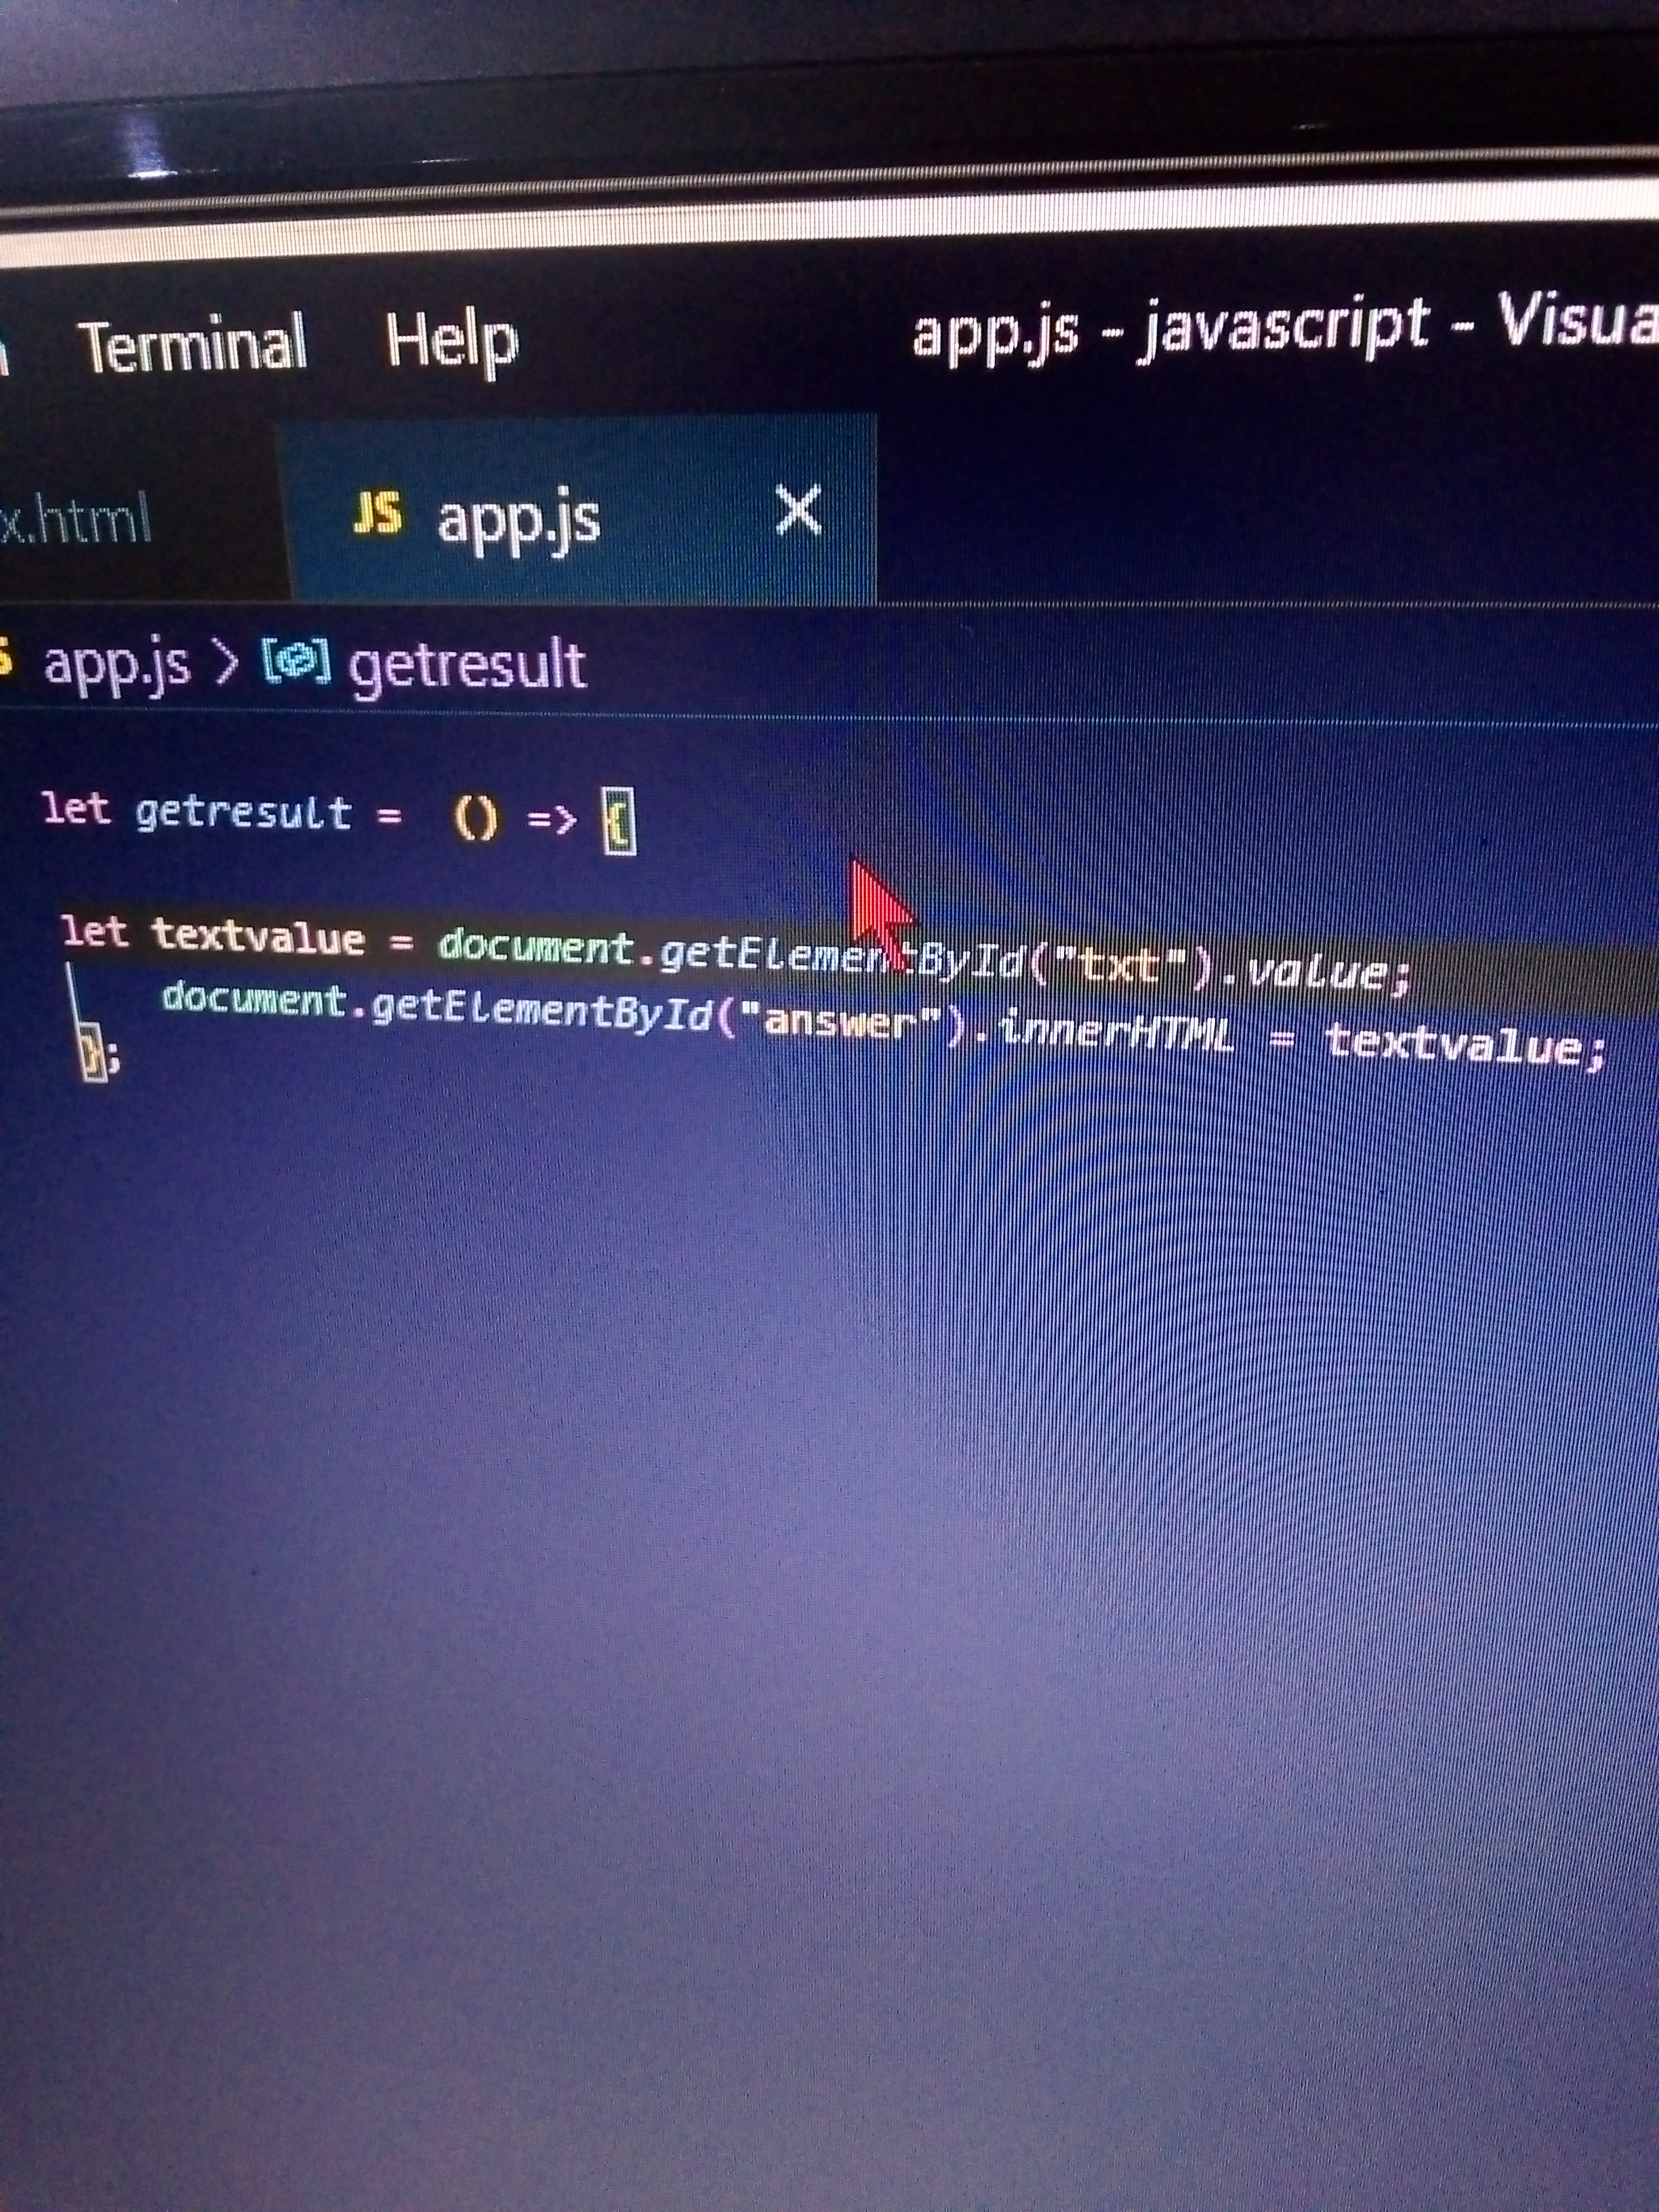 Terminal Help app.js - javascript - Visua
x.html JS app.js ×
app.js > getresult
let getresult = () => {
let textvalue = document.getElementById("txt").value;
document.getElementById("answer").innerHTML = textvalue;
};